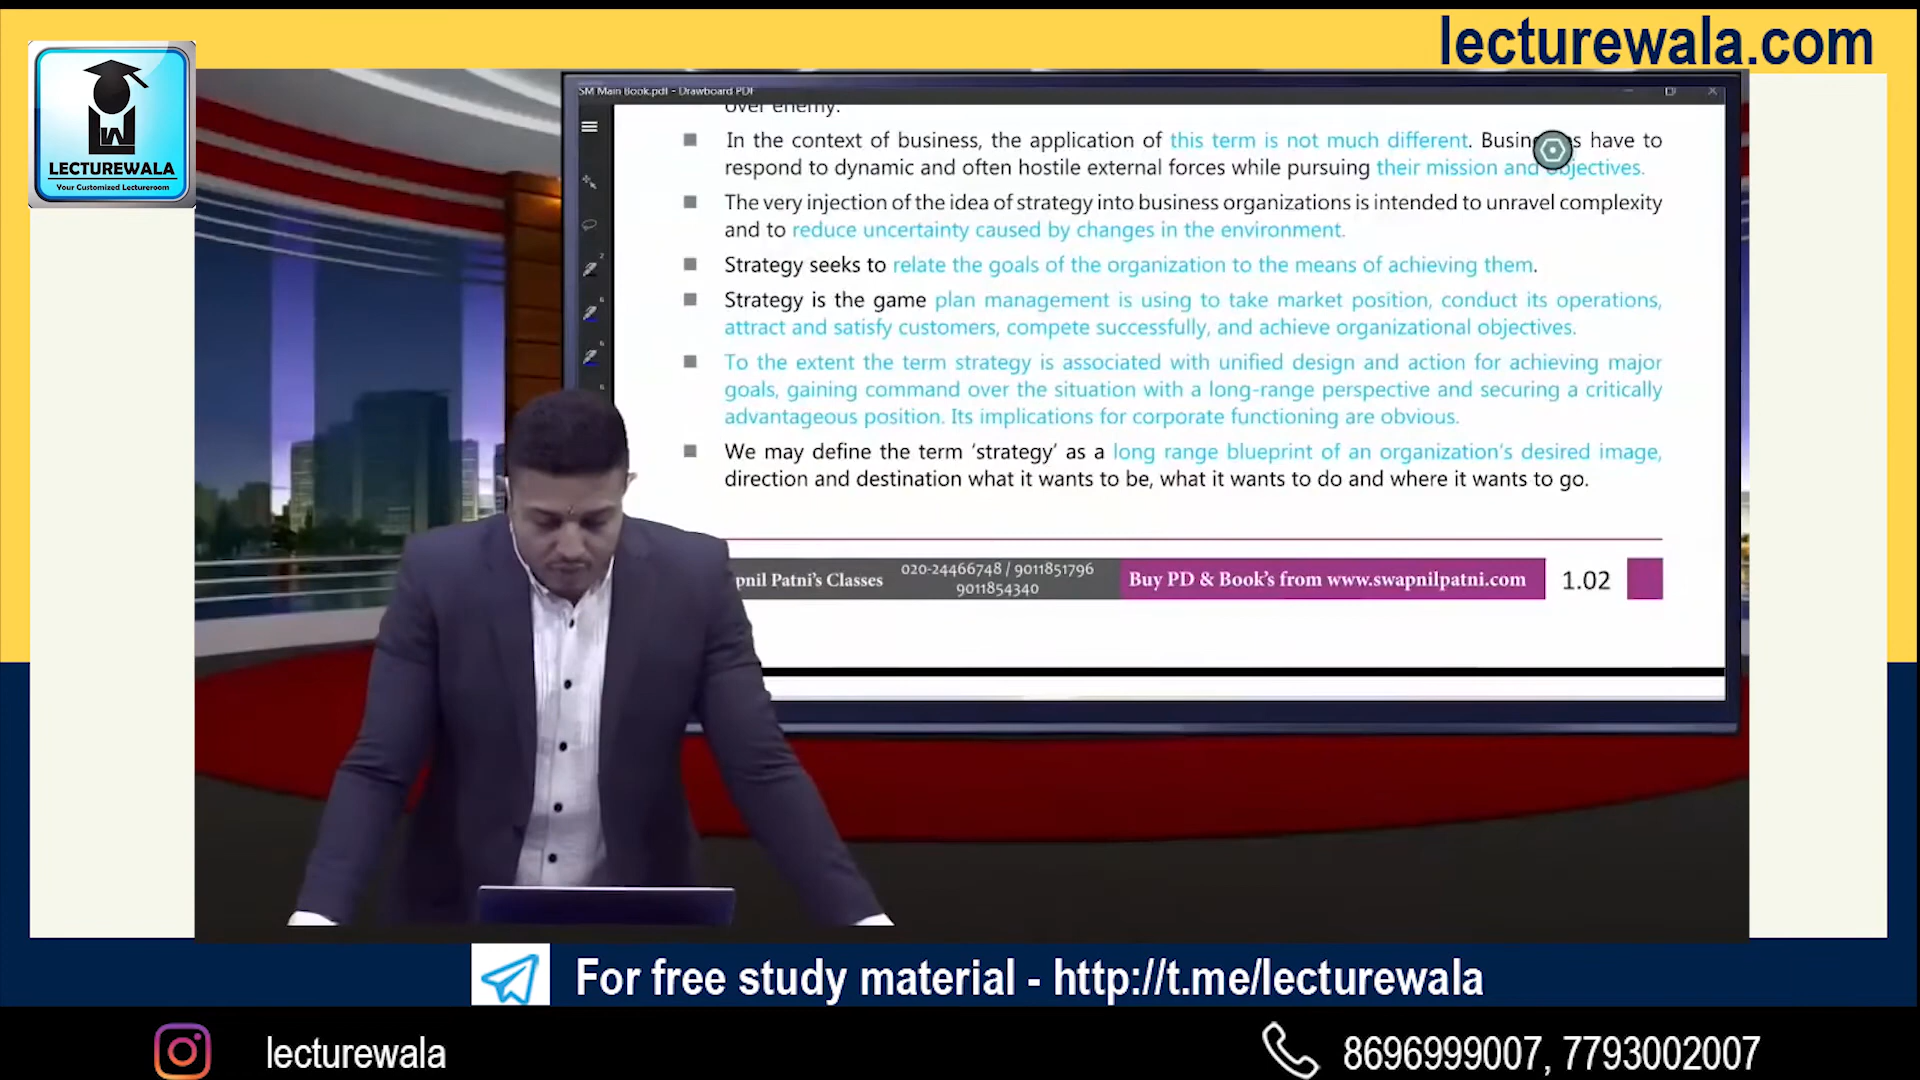 lecturewala.com
LW
LECTUREWALA
Your Customized Lectureroom
SM Main Book.pdf - Drawboard PDF
over enemy.
In the context of business, the application of this term is not much different. have to
respond to dynamic and often hostile external forces while pursuing their mission and objectives.
The very injection of the idea of strategy into business organizations is intended to unravel complexity
and to reduce uncertainty caused by changes in the environment.
Strategy seeks to relate the goals of the organization to the means of achieving them.
Strategy is the game plan management is using to take market position, conduct its operations,
attract and satisfy customers, compete successfully, and achieve organizational objectives.
To the extent the term strategy is associated with unified design and action for achieving major
goals, gaining command over the situation with a long-range perspective and securing a critically
advantageous position. Its implications for corporate functioning are obvious.
We may define the term ‘strategy’ as a long range blueprint of an organization’s desired image,
direction and destination what it wants to be, what it wants to do and where it wants to go.
pnil Patni’s Classes
020-24466748 / 9011851796
9011854340
Buy PD & Book’s from www.swapnilpatni.com
1.02
For free study material - http://t.me/lecturewala
lecturewala
8696999007, 7793002007